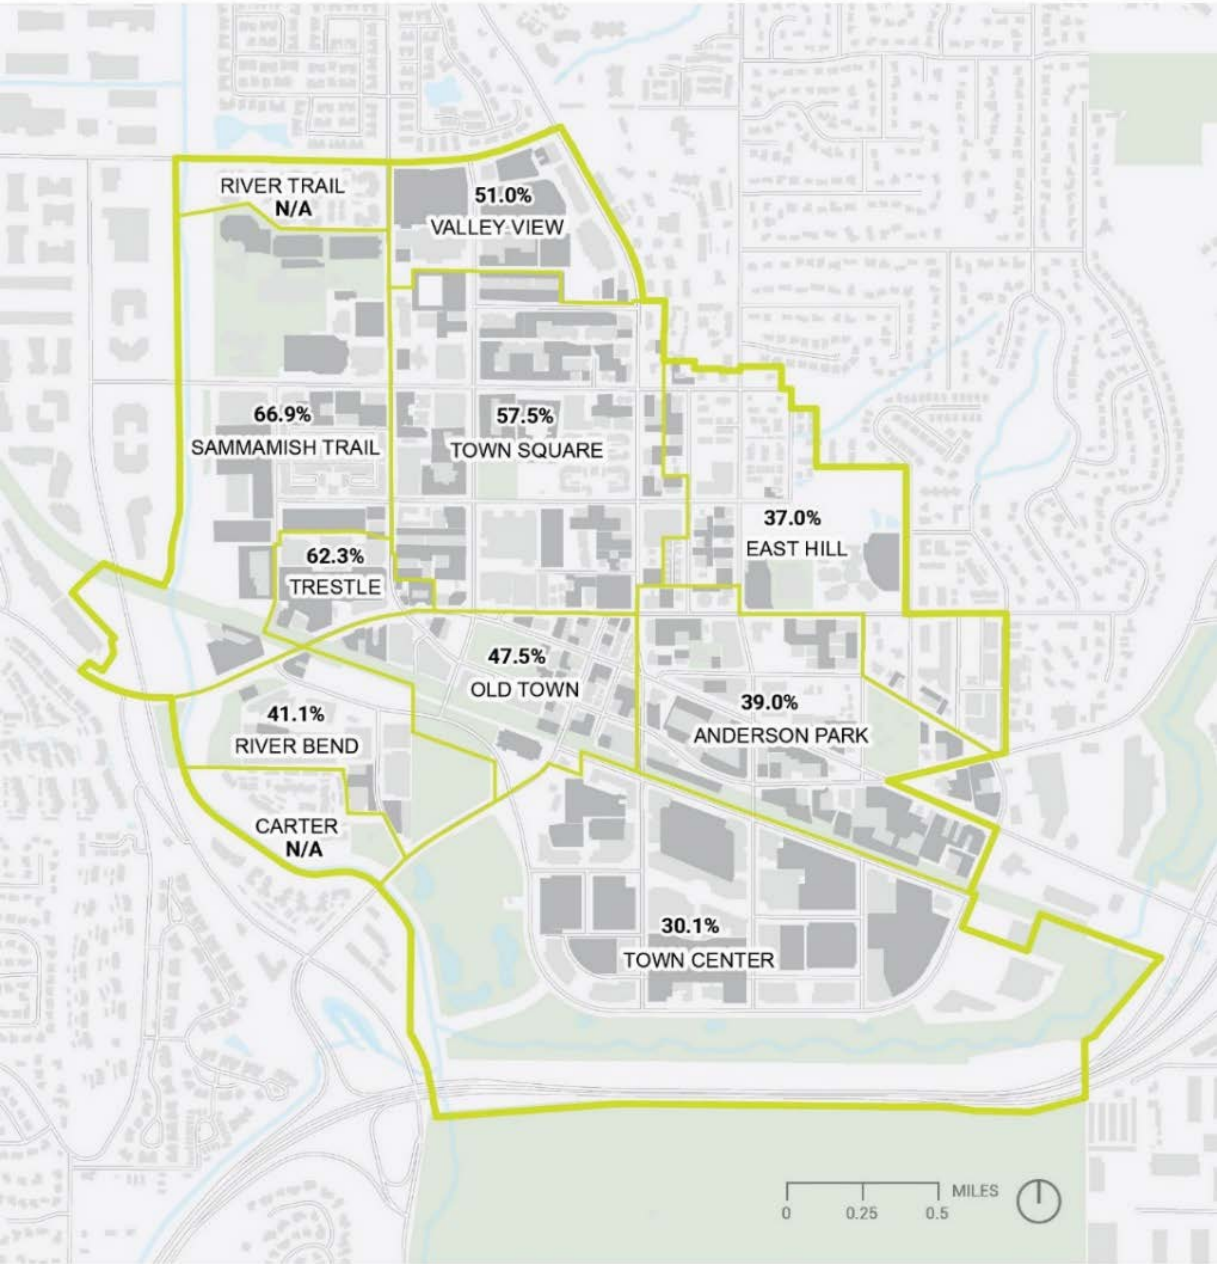 RIVER TRAIL
N/A
51.0%
VALLEY VIEW
66.9%
SAMMAMISH TRAIL
57.5%
TOWN SQUARE
62.3%
TRESTLE
37.0%
EAST HILL
47.5%
OLD TOWN
41.1%
RIVER BEND
39.0%
ANDERSON PARK
CARTER
N/A
30.1%
TOWN CENTER
MILES
0 0.25 0.5